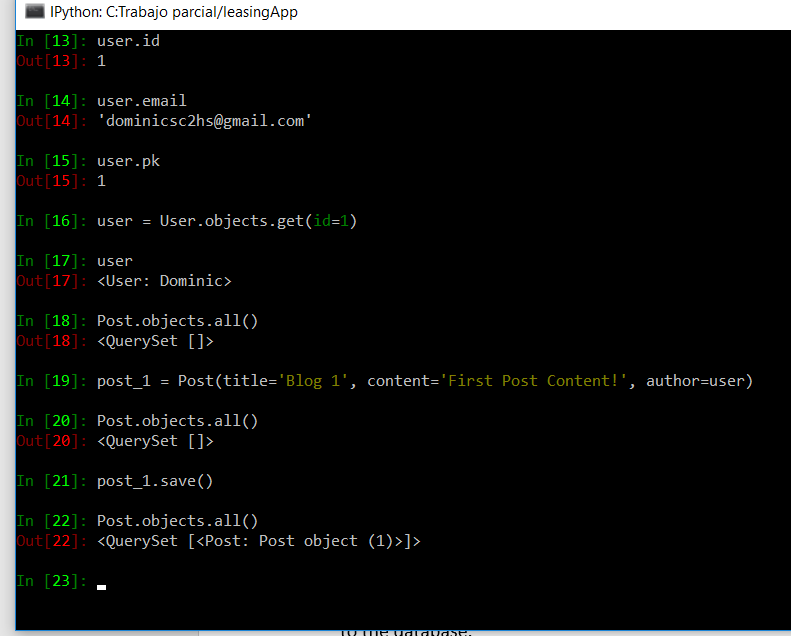 IPython: C:Trabajo parcial/leasingApp
In [13]: user.id
Out[13]: 1
In [14]: user.email
Out[14]: 'dominicsc2hs@gmail.com'
In [15]: user.pk
Out[15]: 1
In [16]: user = User.objects.get(id=1)
In [17]: user
Out[17]: <User: Dominic>
In [18]: Post.objects.all()
Out[18]: <QuerySet []>
In [19]: post_1 = Post(title='Blog 1', content='First Post Content!', author=user)
In [20]: Post.objects.all()
Out[20]: <QuerySet []>
In [21]: post_1.save()
In [22]: Post.objects.all()
Out[22]: <QuerySet [<Post: Post object (1)>]>
In [23]:
to the database.